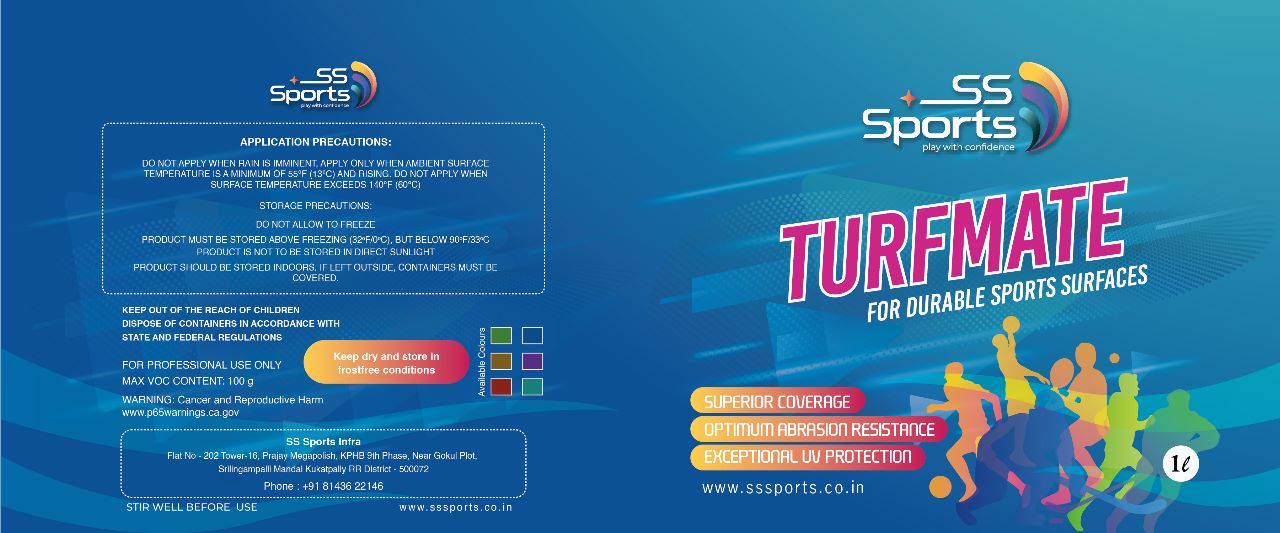 SS
Sports
play with confidence
APPLICATION PRECAUTIONS:
DO NOT APPLY WHEN RAIN IS IMMINENT, APPLY ONLY WHEN AMBIENT SURFACE
TEMPERATURE IS A MINIMUM OF 55°F (13°C) AND RISING. DO NOT APPLY WHEN
SURFACE TEMPERATURE EXCEEDS 140°F (60°C)
STORAGE PRECAUTIONS:
DO NOT ALLOW TO FREEZE
PRODUCT MUST BE STORED ABOVE FREEZING (32°F/0°C), BUT BELOW 90°F/33°C
PRODUCT IS NOT TO BE STORED IN DIRECT SUNLIGHT
PRODUCT SHOULD BE STORED INDOORS. IF LEFT OUTSIDE, CONTAINERS MUST BE
COVERED.
KEEP OUT OF THE REACH OF CHILDREN
DISPOSE OF CONTAINERS IN ACCORDANCE WITH
STATE AND FEDERAL REGULATIONS
FOR PROFESSIONAL USE ONLY
MAX VOC CONTENT: 100 g
WARNING: Cancer and Reproductive Harm
www.p65warnings.ca.gov
Keep dry and store in
frostfree conditions
Available Colours
SS Sports Infra
Flat No - 202 Tower-16, Prajay Megapolish, KPHB 9th Phase, Near Gokul Plot,
Srilingampalli Mandal Kukatpally RR District - 500072
Phone : +91 81436 22146
STIR WELL BEFORE USE
www.sssports.co.in
SS
Sports
play with confidence
TURFMATE
FOR DURABLE SPORTS SURFACES
SUPERIOR COVERAGE
OPTIMUM ABRASION RESISTANCE
EXCEPTIONAL UV PROTECTION
www.sssports.co.in
1ℓ